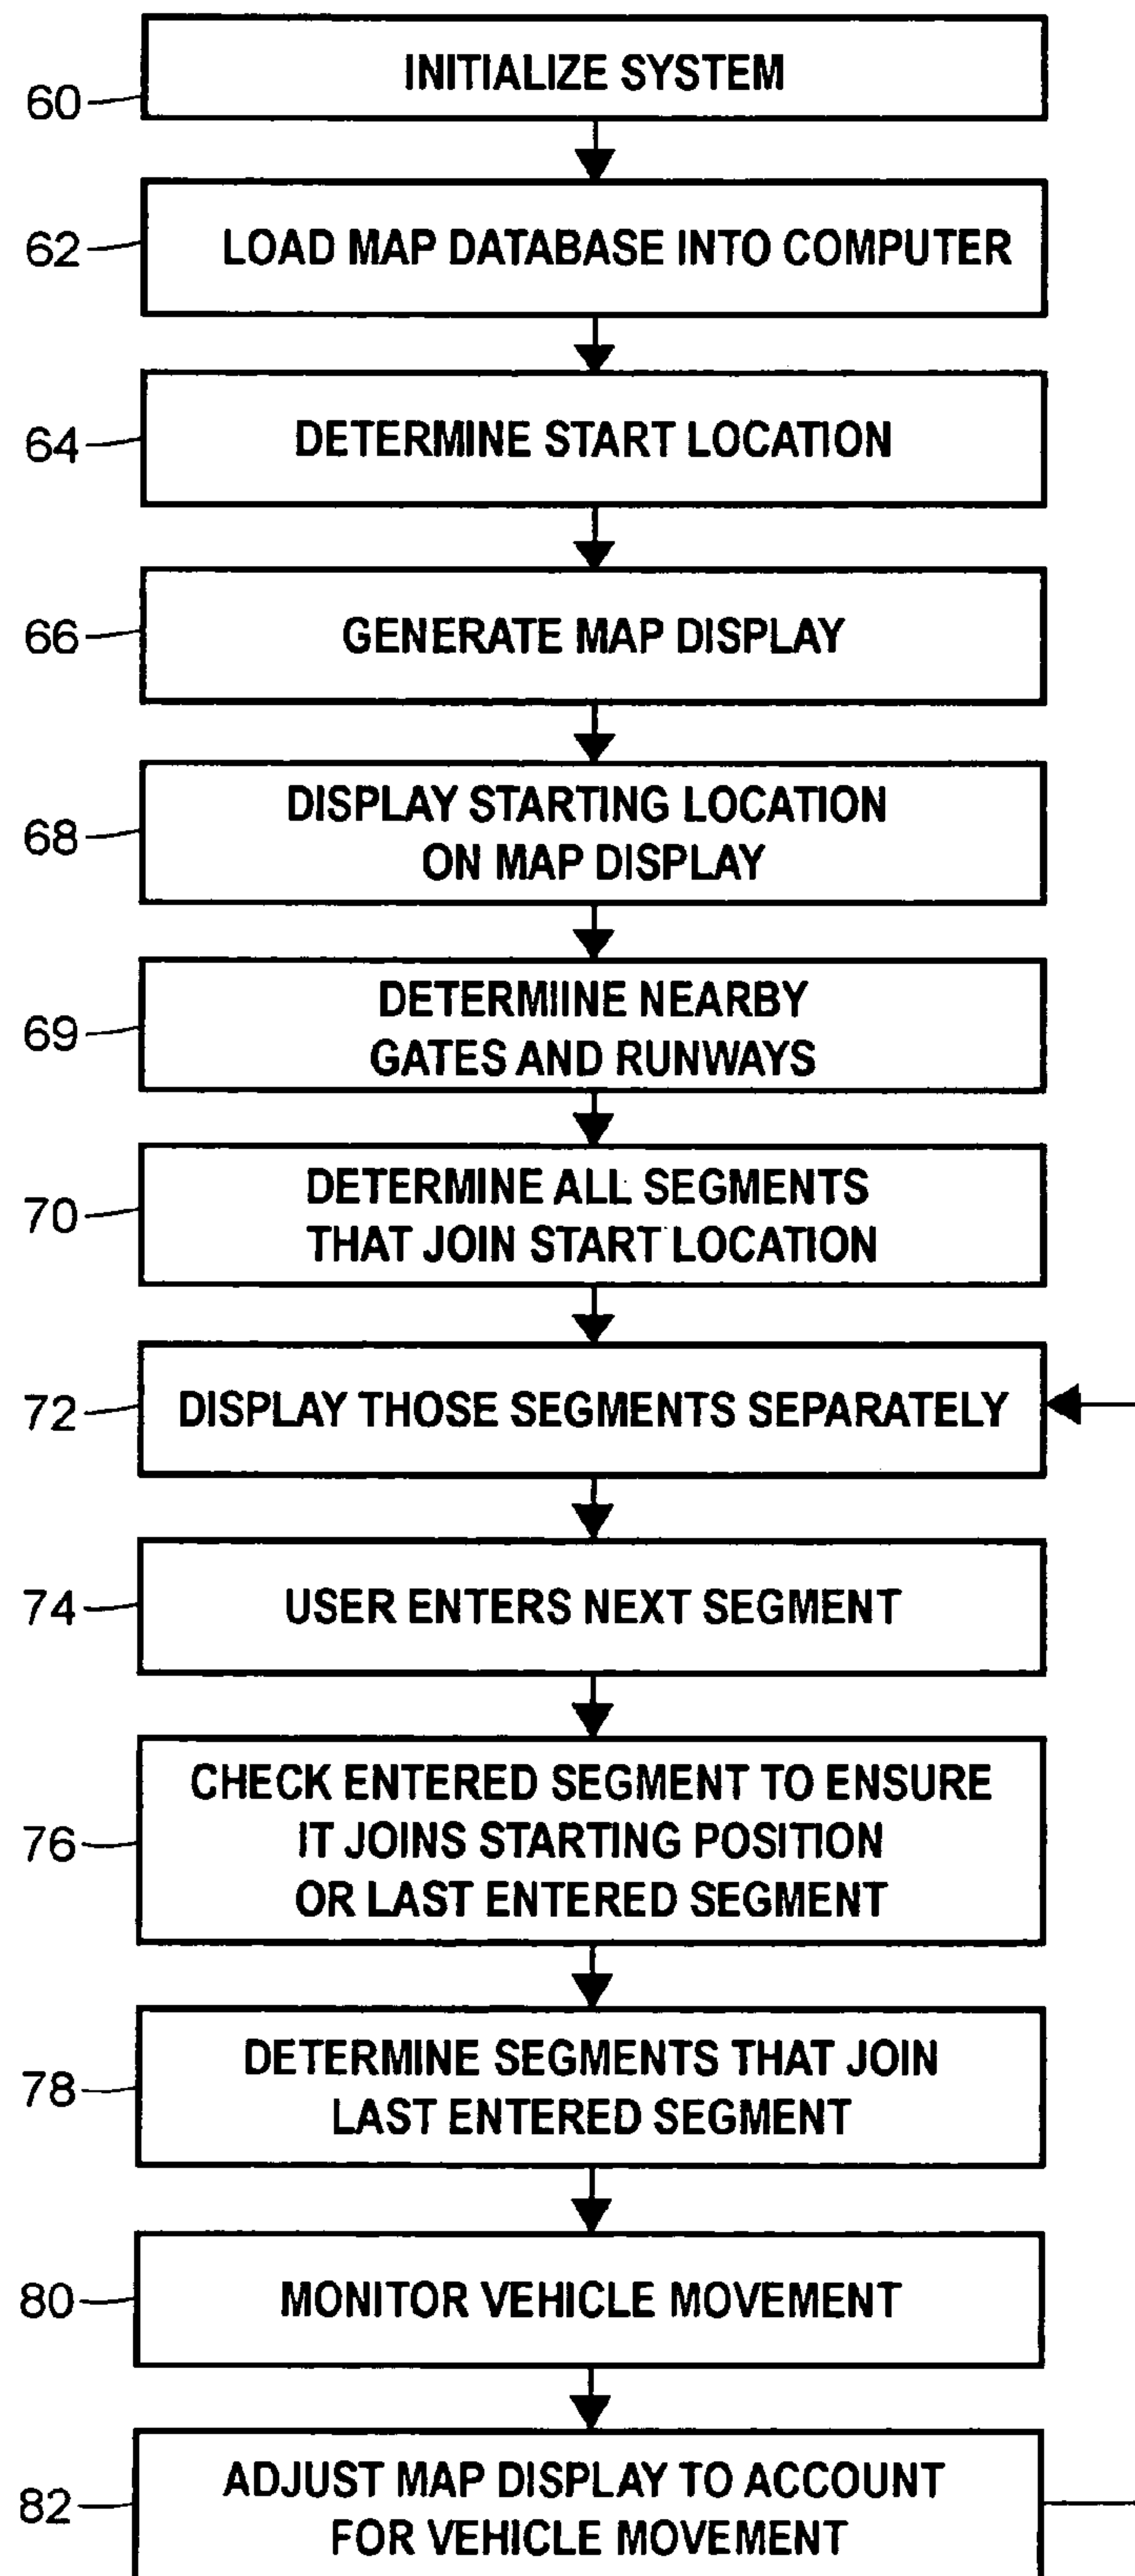 INITIALIZE SYSTEM
60
LOAD MAP DATABASE INTO COMPUTER
62
DETERMINE START LOCATION
64
GENERATE MAP DISPLAY
66
DISPLAY STARTING LOCATION
ON MAP DISPLAY
68
DETERMIINE NEARBY
GATES AND RUNWAYS
69
DETERMINE ALL SEGMENTS
THAT JOIN START LOCATION
70
DISPLAY THOSE SEGMENTS SEPARATELY
72
USER ENTERS NEXT SEGMENT
74
CHECK ENTERED SEGMENT TO ENSURE
IT JOINS STARTING POSITION
OR LAST ENTERED SEGMENT
76
DETERMINE SEGMENTS THAT JOIN
LAST ENTERED SEGMENT
78
MONITOR VEHICLE MOVEMENT
80
ADJUST MAP DISPLAY TO ACCOUNT
FOR VEHICLE MOVEMENT
82